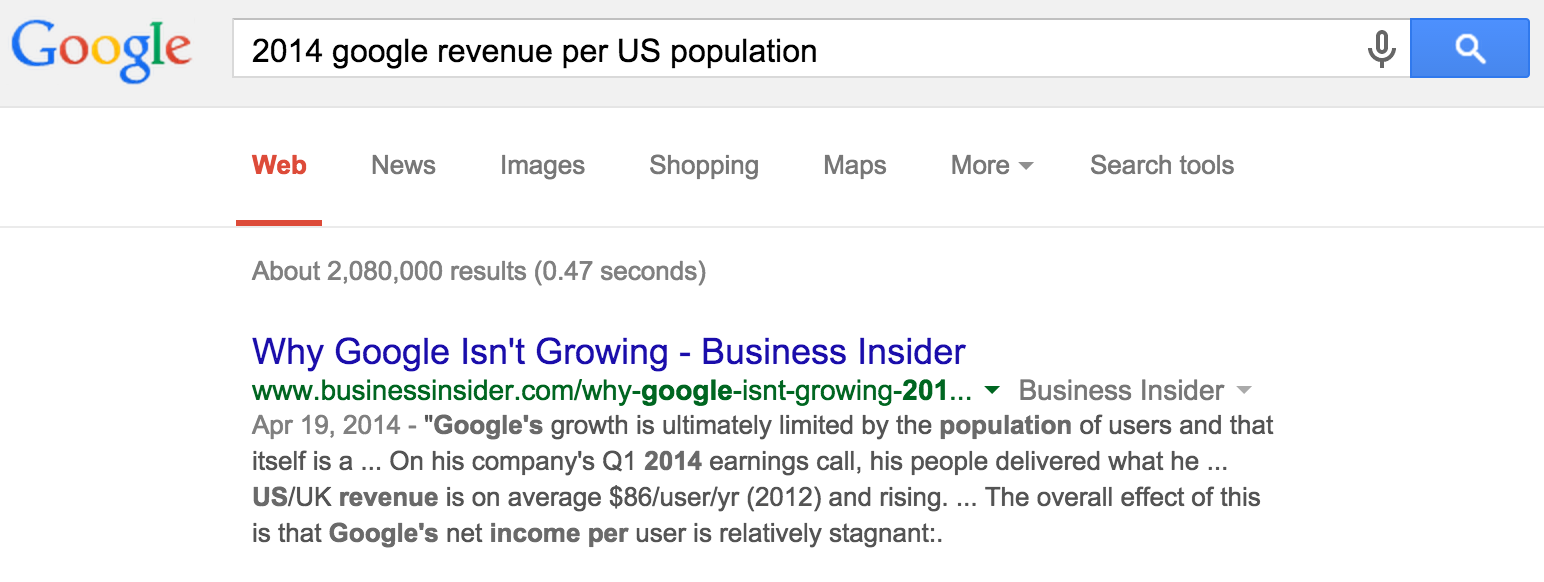 Google
2014 google revenue per US population
Web News Images Shopping Maps More Search tools
About 2,080,000 results (0.47 seconds)
Why Google Isn't Growing - Business Insider
www.businessinsider.com/why-google-isnt-growing-201... Business Insider
Apr 19, 2014 - "Google's growth is ultimately limited by the population of users and that
itself is a ... On his company's Q1 2014 earnings call, his people delivered what he ...
US/UK revenue is on average $86/user/yr (2012) and rising. ... The overall effect of this
is that Google's net income per user is relatively stagnant:.